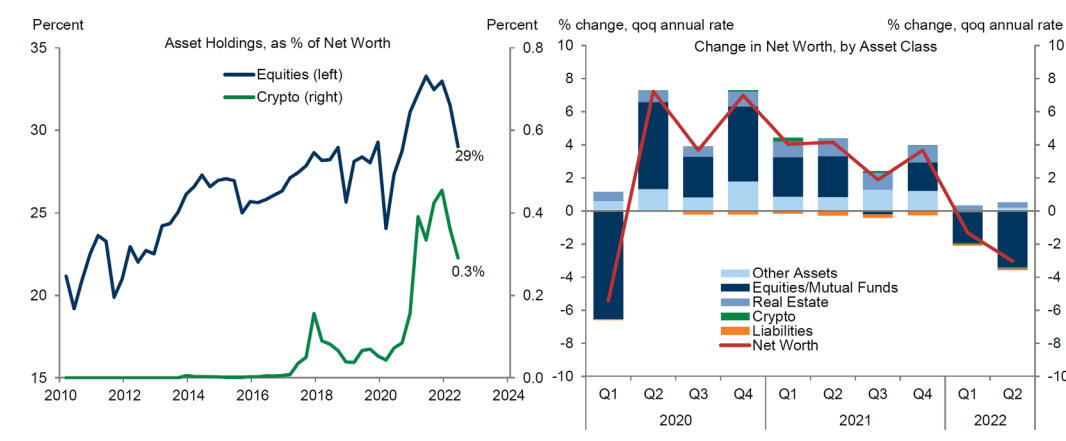 Percent
Percent
Asset Holdings, as % of Net Worth
35
0.8
Equities (left)
Crypto (right)
30
0.6
29%
25
0.4
0.3%
20
0.2
15
0.0
2010 2012 2014 2016 2018 2020 2022 2024
% change, qoq annual rate
% change, qoq annual rate
Change in Net Worth, by Asset Class
10
10
8
8
6
6
4
4
2
2
0
0
-2
-2
-4
-4
-6
-6
-8
-8
-10
Other Assets
Equities/Mutual Funds
Real Estate
Crypto
Liabilities
Net Worth
Q1 Q2 Q3 Q4 Q1 Q2 Q3 Q4 Q1 Q2
2020 2021 2022